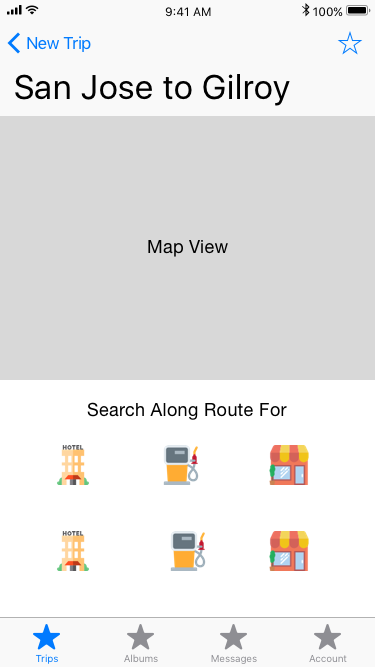 9:41 AM
100%
New Trip
San Jose to Gilroy
Map View
Search Along Route For
HOTEL
HOTEL
Trips
Albums
Messages
Account